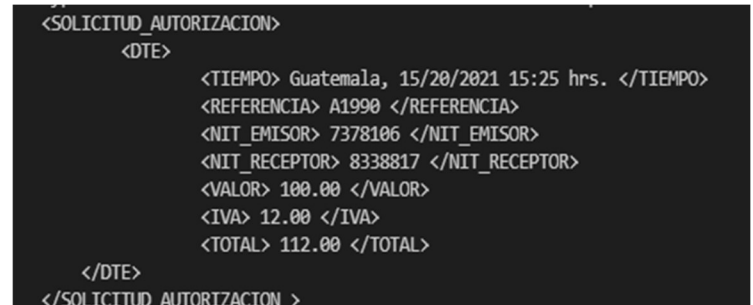 <SOLICITUD_AUTORIZACION>
<DTE>
<TIEMPO> Guatemala, 15/20/2021 15:25 hrs. </TIEMPO>
<REFERENCIA> A1990 </REFERENCIA>
<NIT_EMISOR> 7378106 </NIT_EMISOR>
<NIT_RECEPTOR> 8338817 </NIT_RECEPTOR>
<VALOR> 100.00 </VALOR>
<IVA> 12.00 </IVA>
<TOTAL> 112.00 </TOTAL>
</DTE>
</SOLICITUD_AUTORIZACION >